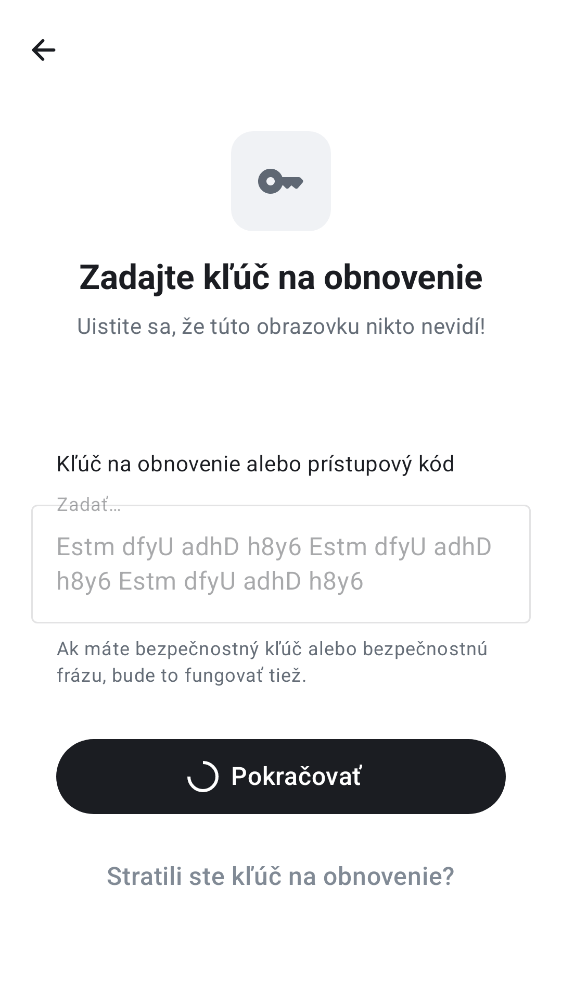 Zadajte kľúč na obnovenie
Uistite sa, že túto obrazovku nikto nevidí!
Kľúč na obnovenie alebo prístupový kód
Zadať…
Estm dfyU adhD h8y6 Estm dfyU adhD
h8y6 Estm dfyU adhD h8y6
Ak máte bezpečnostný kľúč alebo bezpečnostnú
frázu, bude to fungovať tiež.
Pokračovať
Stratili ste kľúč na obnovenie?